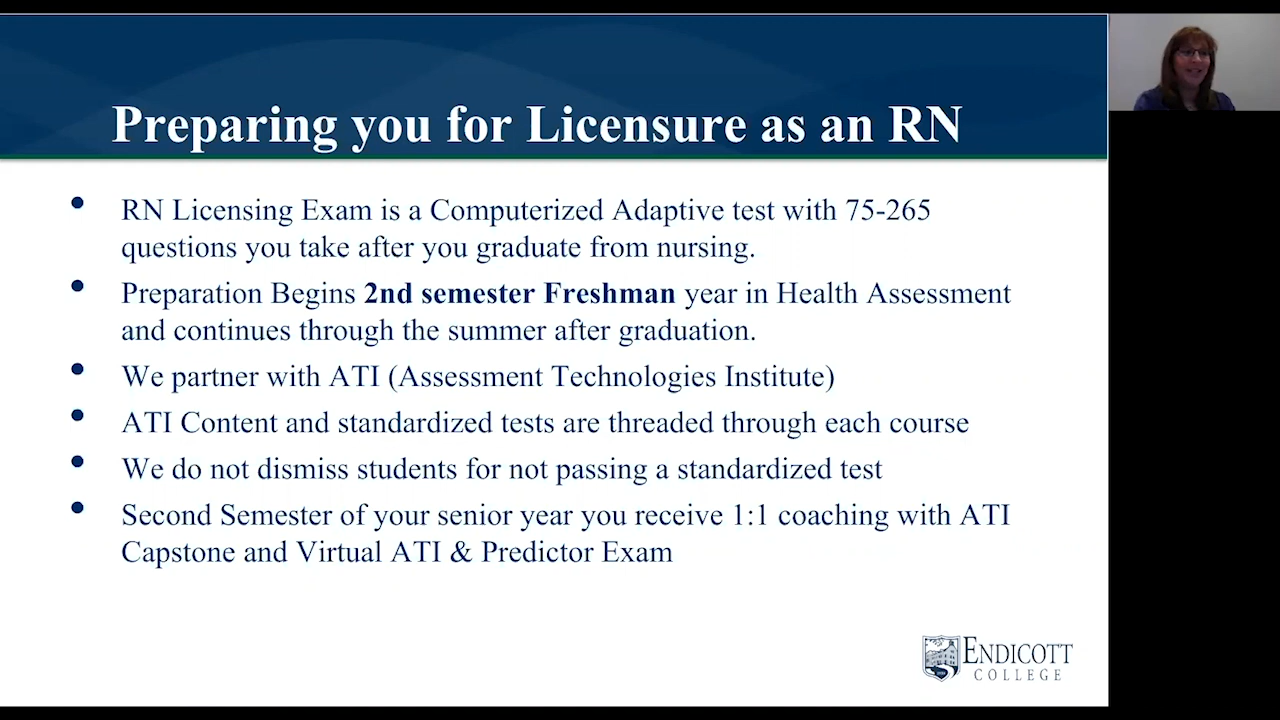 Preparing you for Licensure as an RN
• RN Licensing Exam is a Computerized Adaptive test with 75-265
questions you take after you graduate from nursing.
• Preparation Begins 2nd semester Freshman year in Health Assessment
and continues through the summer after graduation.
• We partner with ATI (Assessment Technologies Institute)
• ATI Content and standardized tests are threaded through each course
• We do not dismiss students for not passing a standardized test
• Second Semester of your senior year you receive 1:1 coaching with ATI
Capstone and Virtual ATI & Predictor Exam
ENDICOTT
COLLEGE